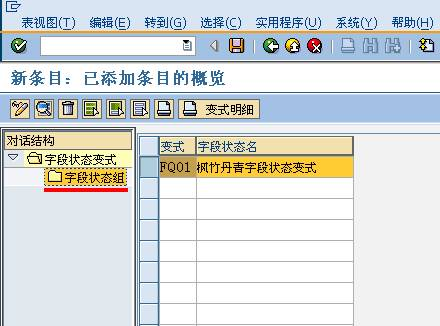 表视图(T) 编辑(E) 转到(G) 选择(C) 实用程序(U) 系统(Y) 帮助(H)
新条目: 已添加条目的概览
变式明细
对话结构
字段状态变式
字段状态组
变式 字段状态名
FQ01 枫竹丹青字段状态变式